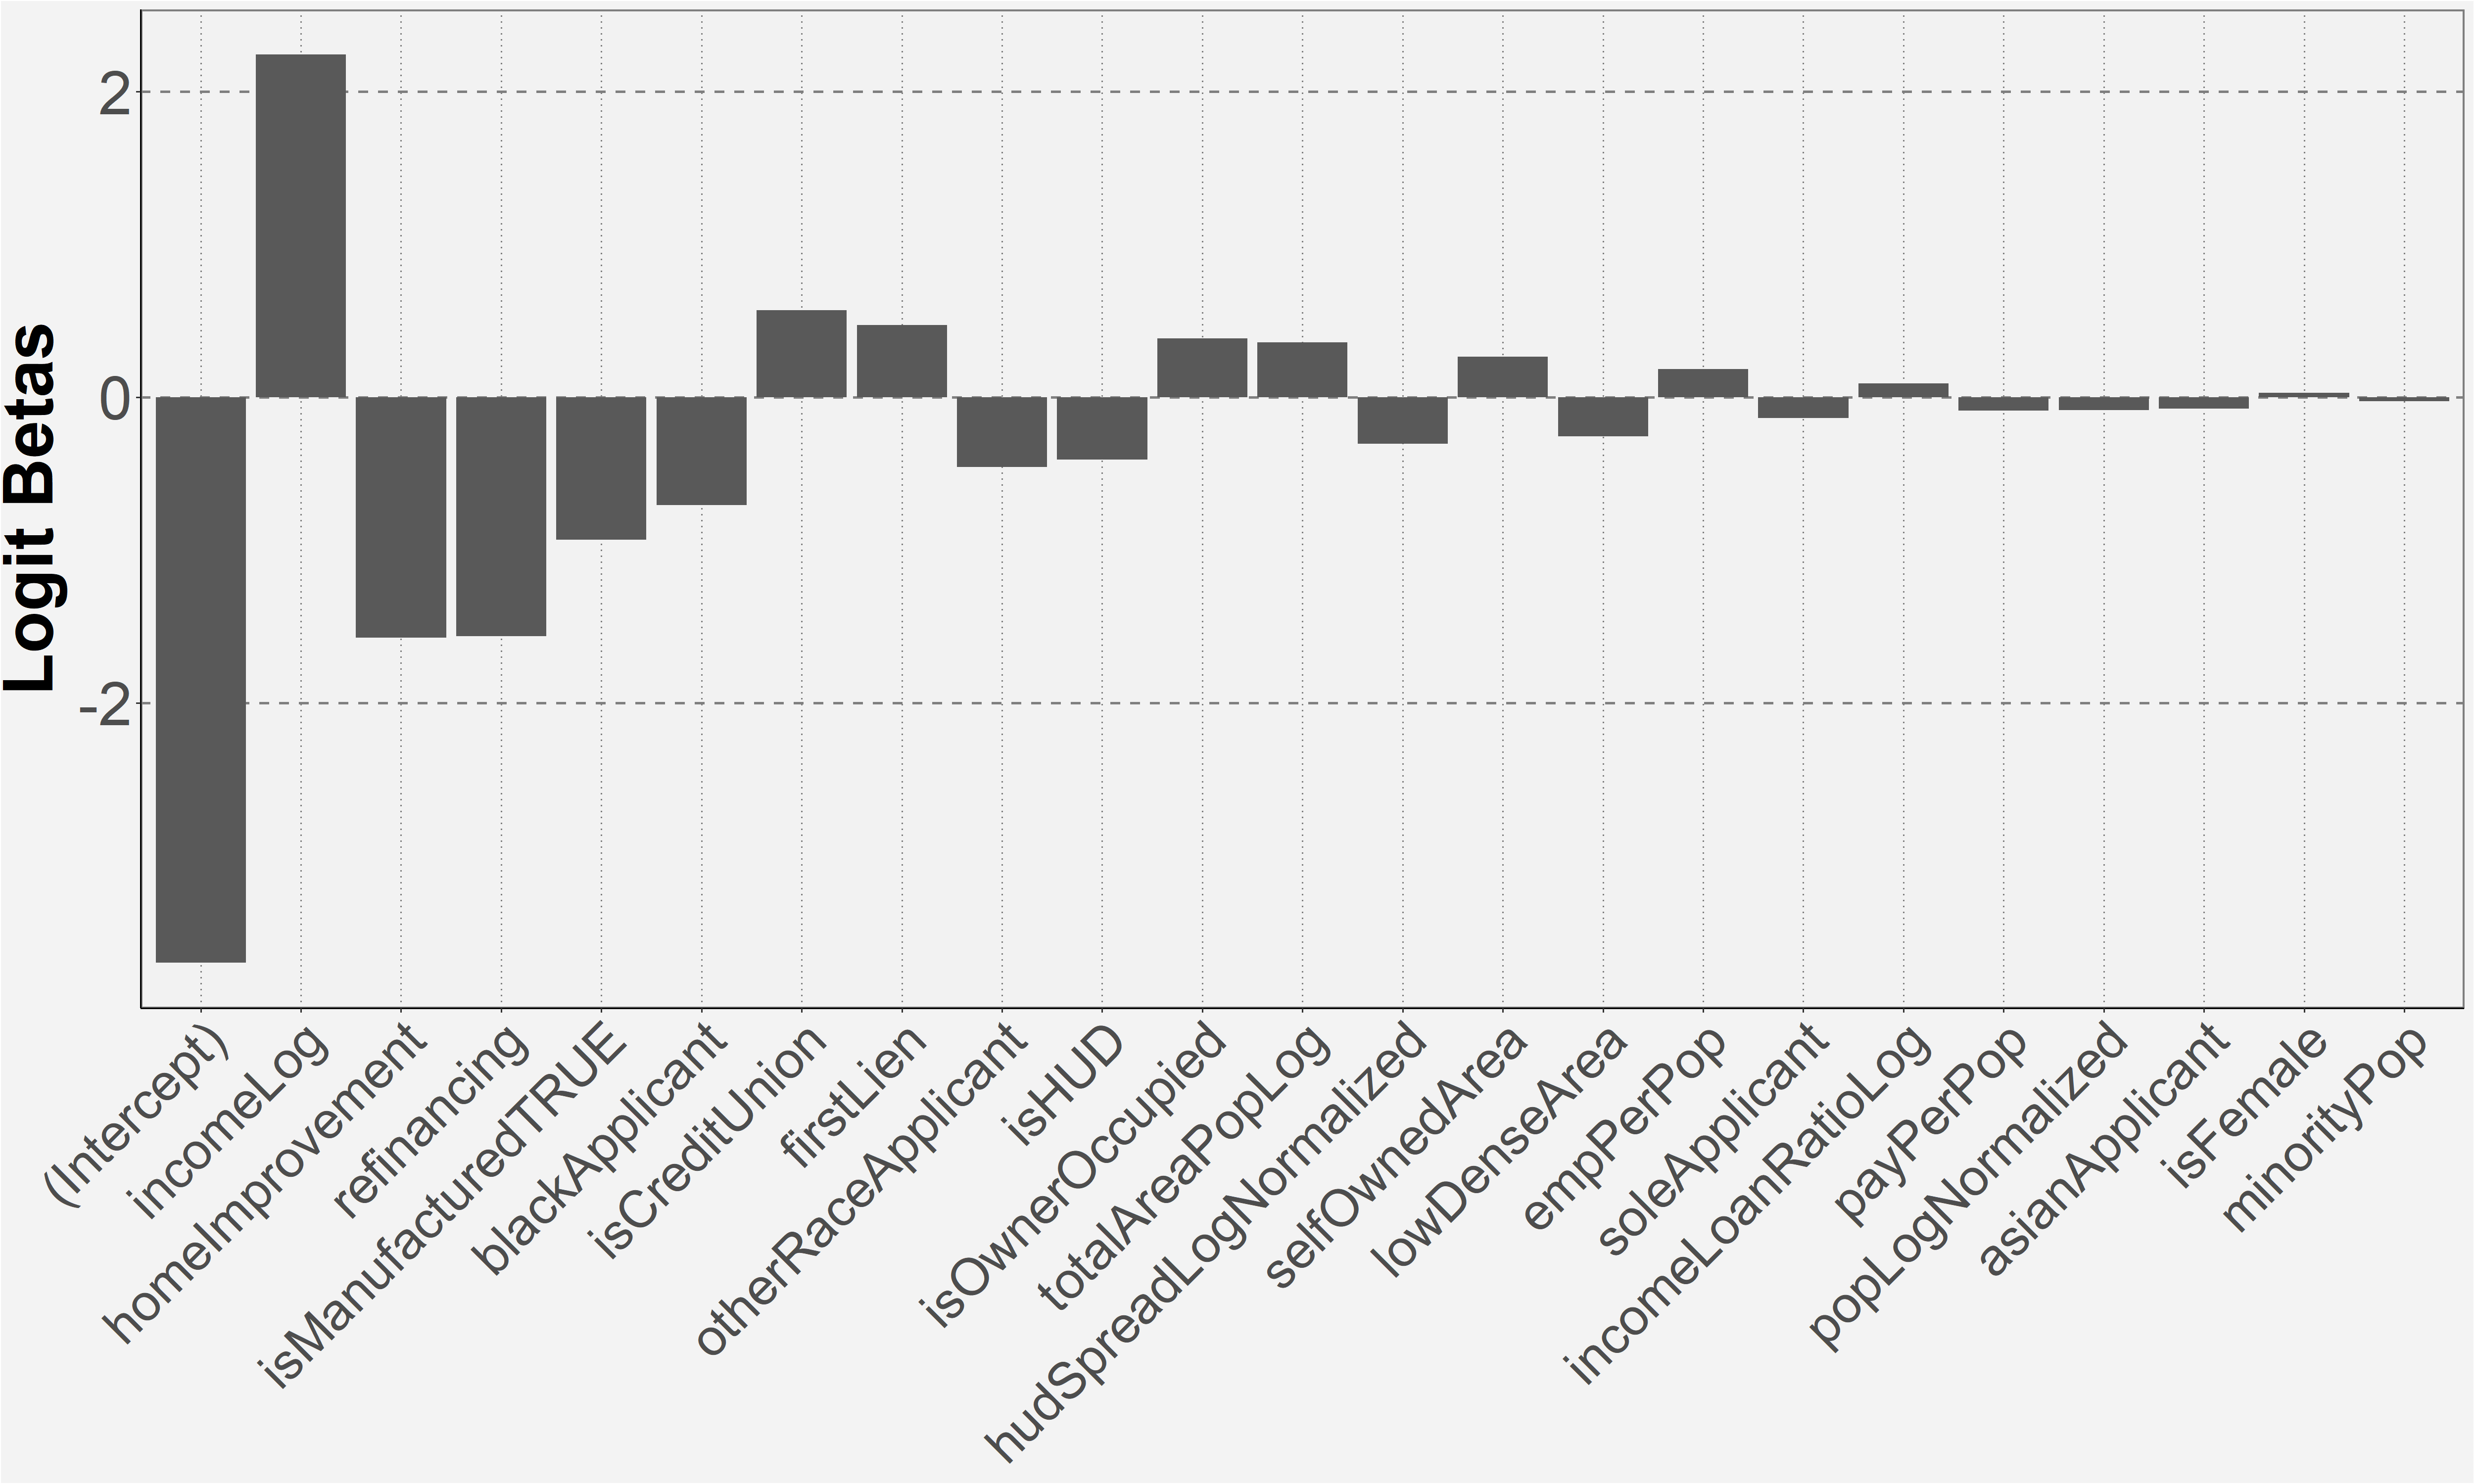 Logit Betas
2
0
-2
(Intercept)
incomeLog
homeImprovement
refinancing
isManufacturedTRUE
blackApplicant
isCreditUnion
firstLien
otherRaceApplicant
isHUD
isOwnerOccupied
totalAreaPopLog
hudSpreadLogNormalized
selfOwnedArea
lowDenseArea
empPerPop
soleApplicant
incomeLoanRatioLog
payPerPop
popLogNormalized
asianApplicant
isFemale
minorityPop